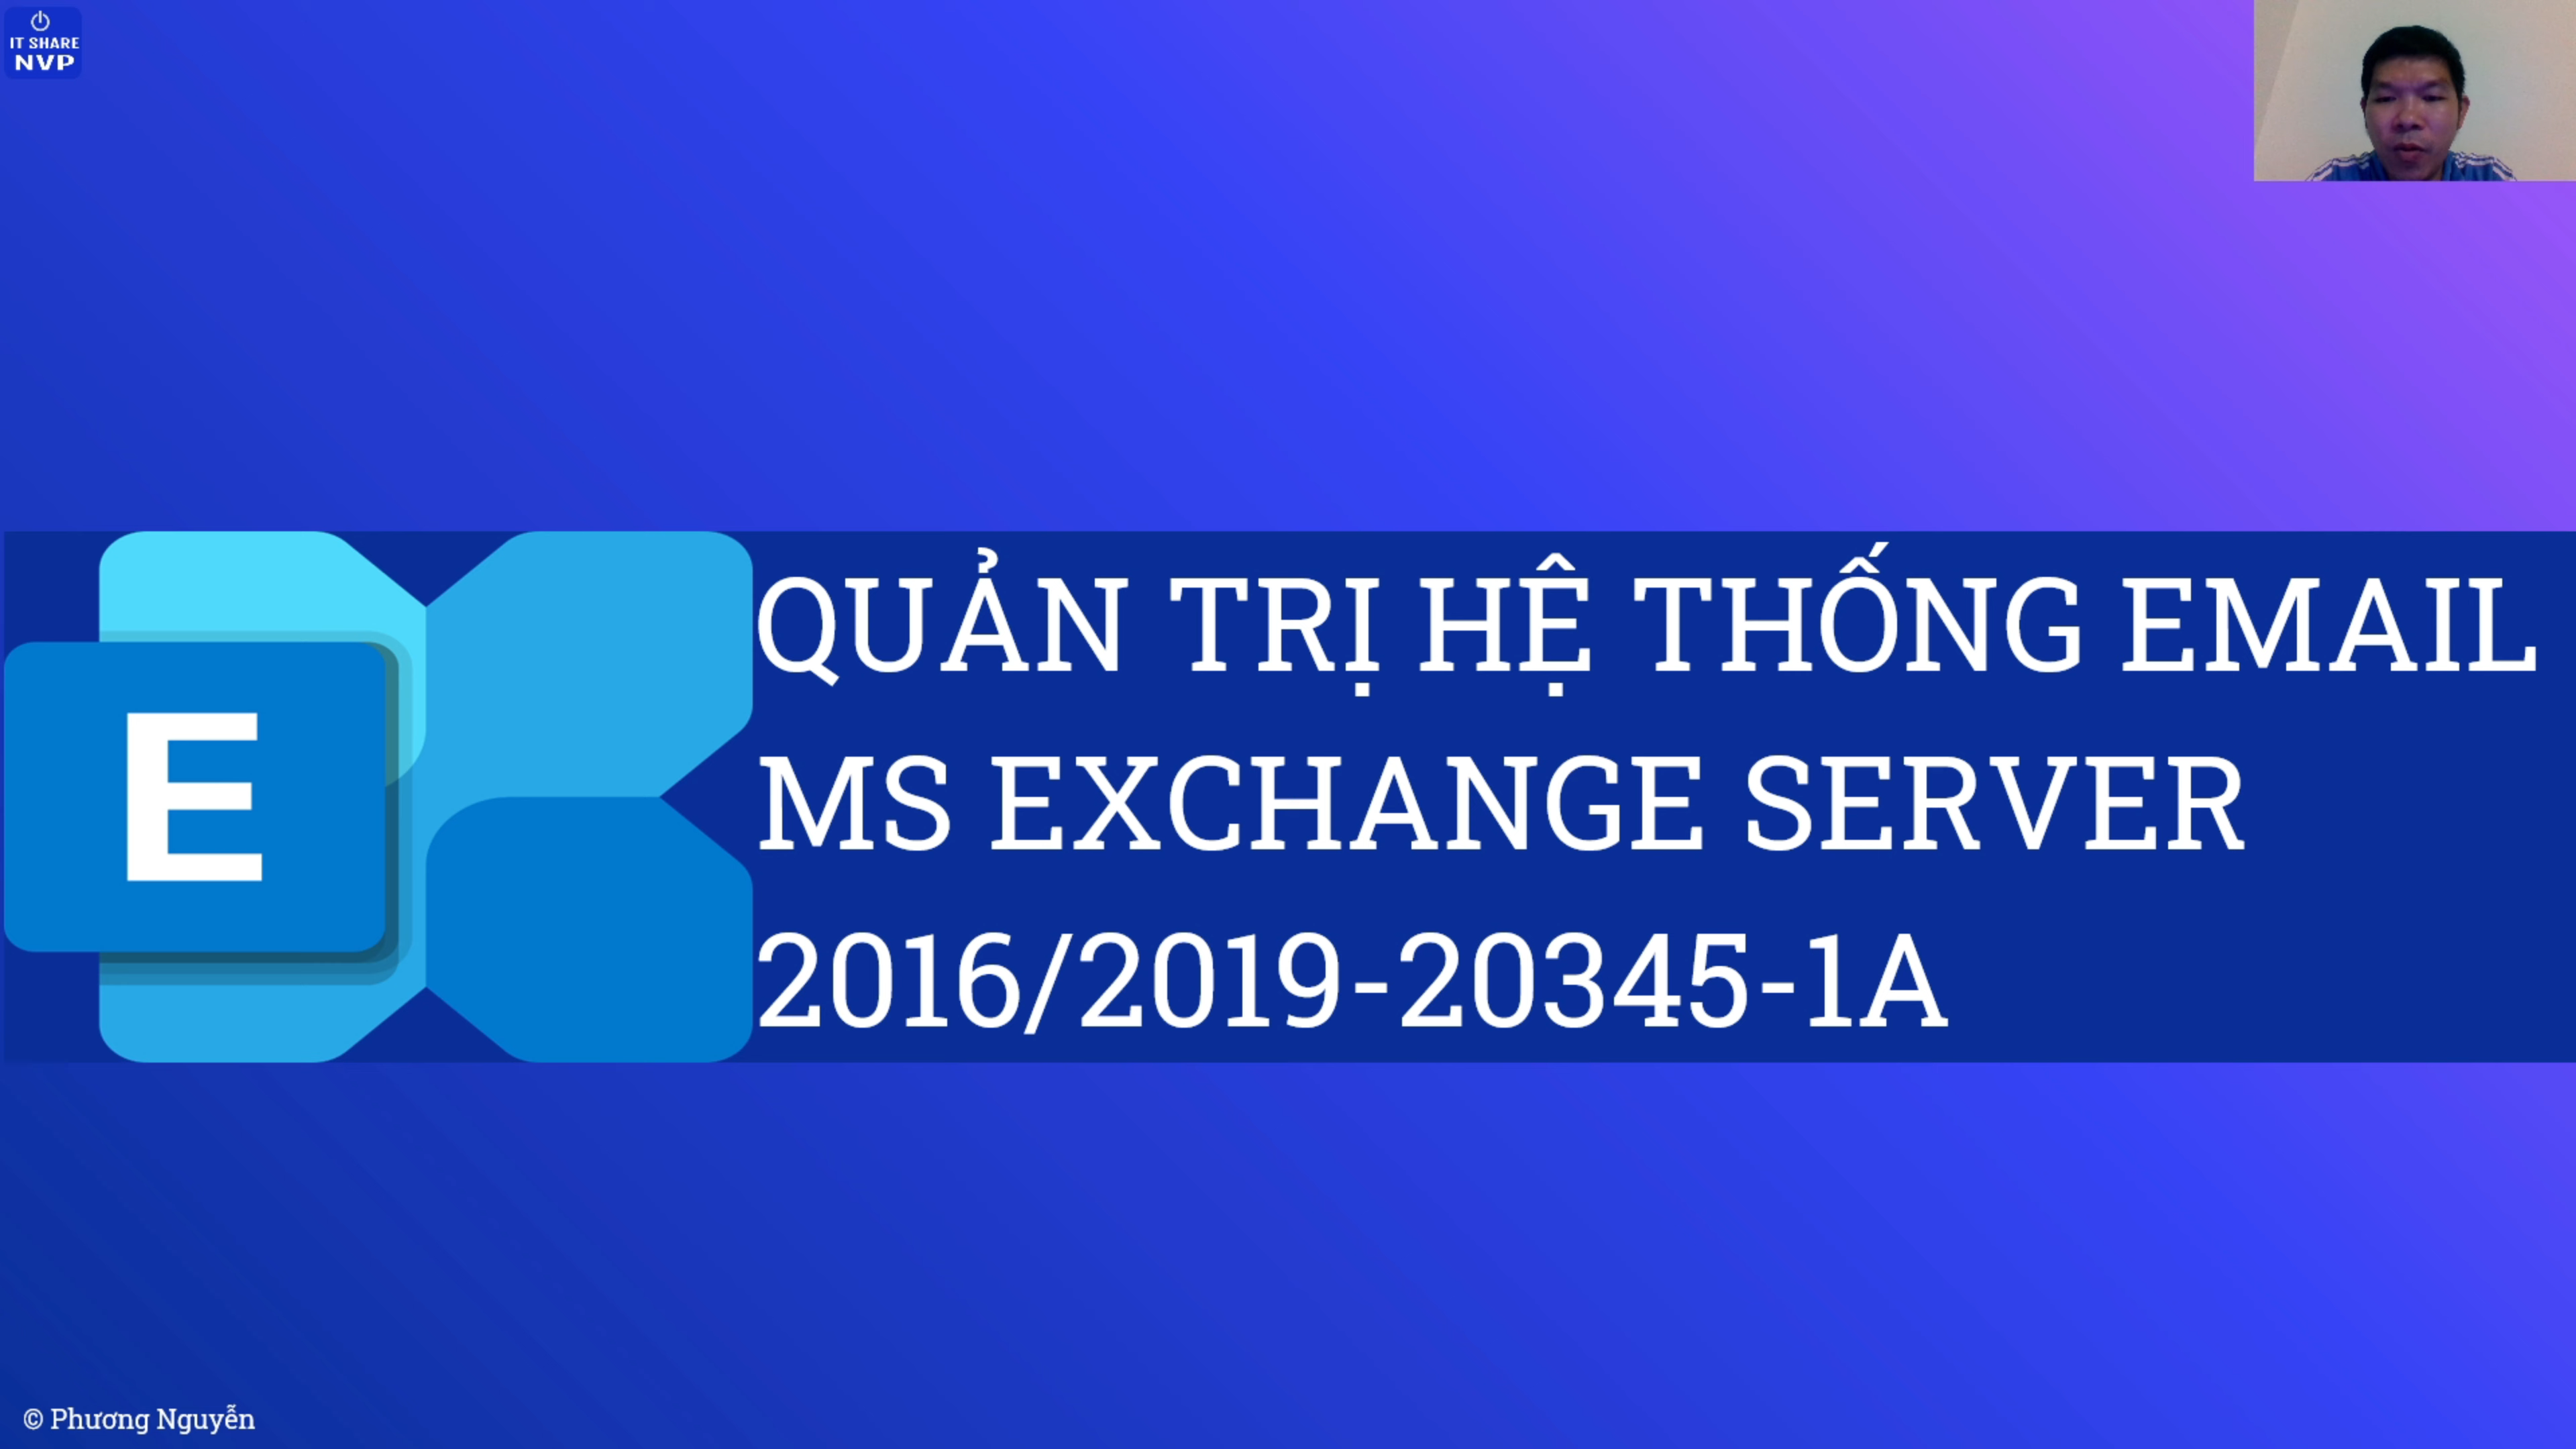 IT SHARE
NVP
QUẢN TRỊ HỆ THỐNG EMAIL
MS EXCHANGE SERVER
2016/2019-20345-1A
E
© Phương Nguyễn